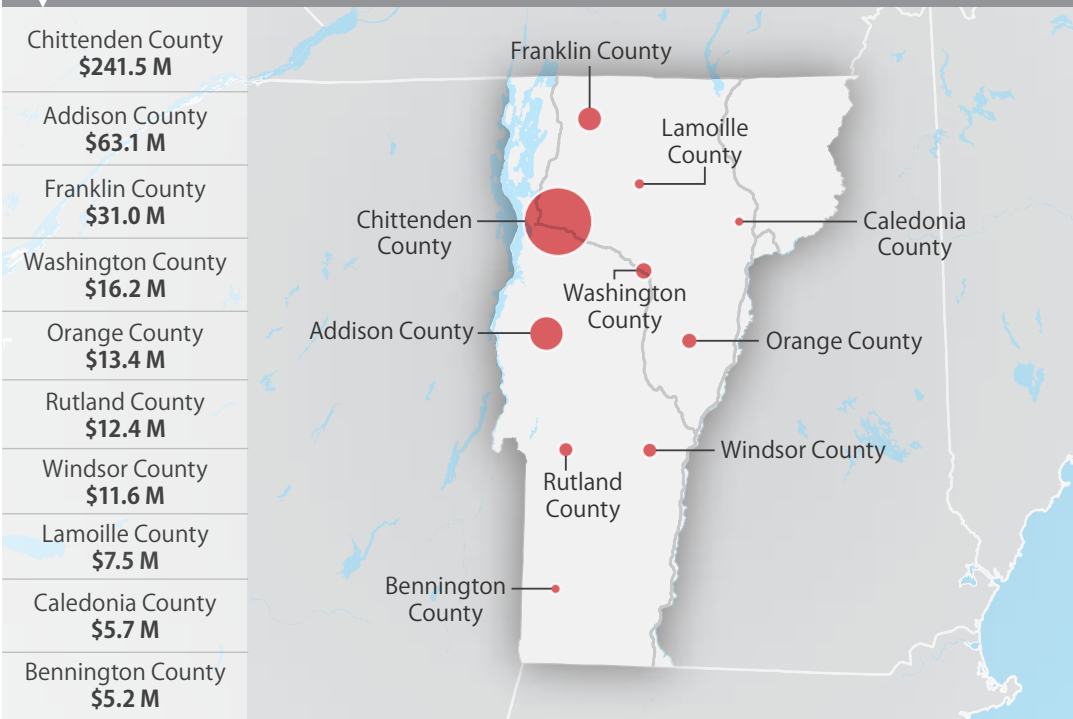 Chittenden County
$241.5 M
Addison County
$63.1 M
Franklin County
$31.0 M
Washington County
$16.2 M
Orange County
$13.4 M
Rutland County
$12.4 M
Windsor County
$11.6 M
Lamoille County
$7.5 M
Caledonia County
$5.7 M
Bennington County
$5.2 M
Franklin County
Lamoille
County
Chittenden
County
Caledonia
County
Washington
County
Addison County
Orange County
Windsor County
Rutland
County
Bennington
County